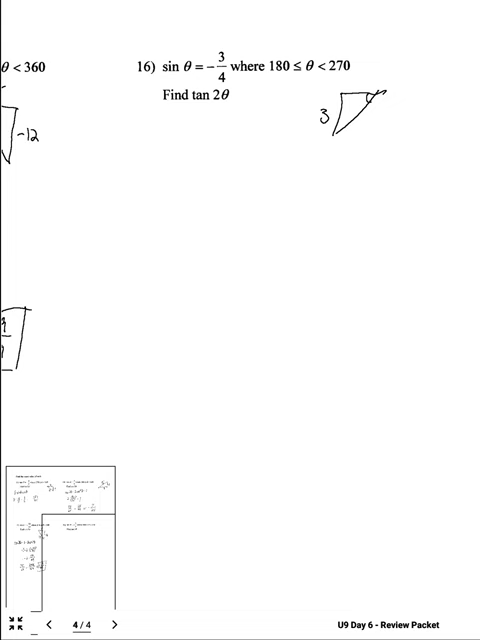 θ < 360
16) sin θ = −3/4 where 180 ≤ θ < 270
Find tan 2θ
3
-12
4 / 4
U9 Day 6 - Review Packet